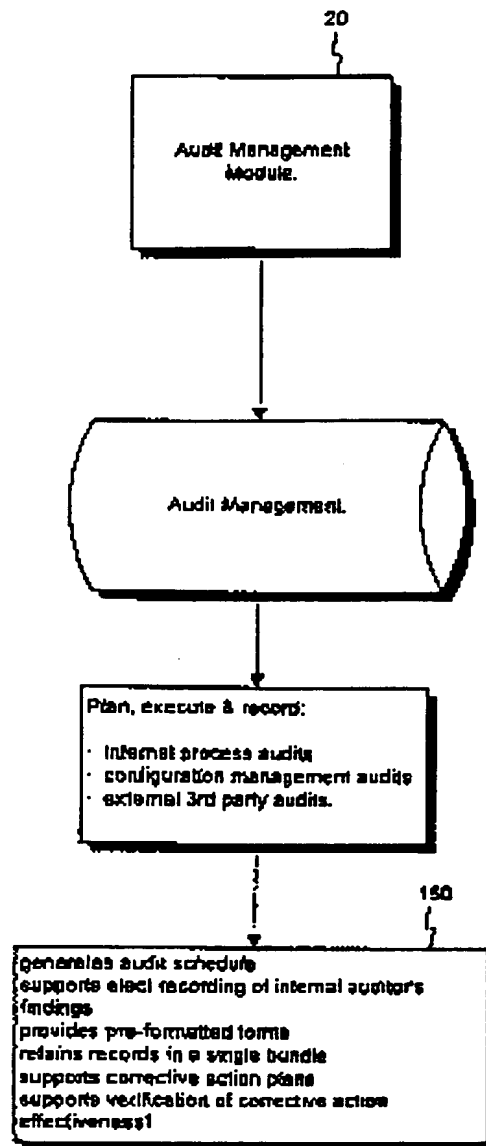 20
Audit Management
Module.
Audit Management.
Plan, execute & record:
· internal process audits
· configuration management audits
· external 3rd party audits.
160
generates audit schedule
supports elect recording of internal auditor's
findings
provides pre-formatted forms
retains records in a single bundle
supports corrective action plans
supports verification of corrective action
effectiveness1